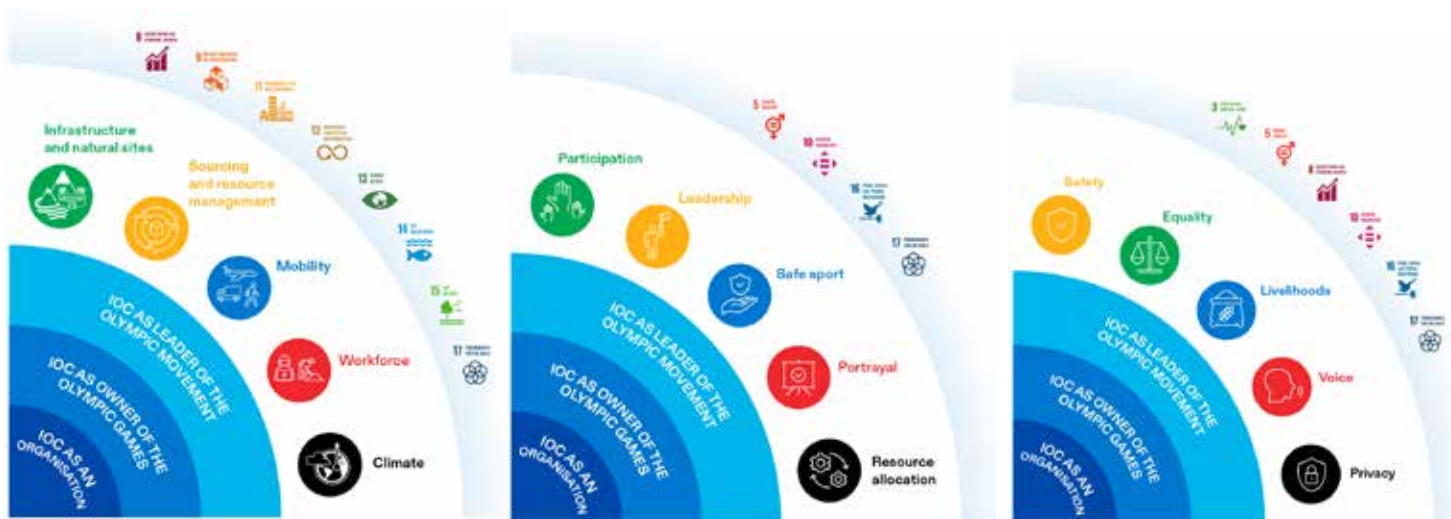 8
9
11
12
13
14
15
17
Infrastructure
and natural sites
Sourcing
and resource
management
Mobility
Workforce
Climate
IOC AS LEADER OF THE
OLYMPIC MOVEMENT
IOC AS OWNER OF THE
OLYMPIC GAMES
IOC AS AN
ORGANISATION
5
10
16
17
Participation
Leadership
Safe sport
Portrayal
Resource
allocation
IOC AS LEADER OF THE
OLYMPIC MOVEMENT
IOC AS OWNER OF THE
OLYMPIC GAMES
IOC AS AN
ORGANISATION
3
5
8
10
16
17
Safety
Equality
Livelihoods
Voice
Privacy
IOC AS LEADER OF THE
OLYMPIC MOVEMENT
IOC AS OWNER OF THE
OLYMPIC GAMES
IOC AS AN
ORGANISATION